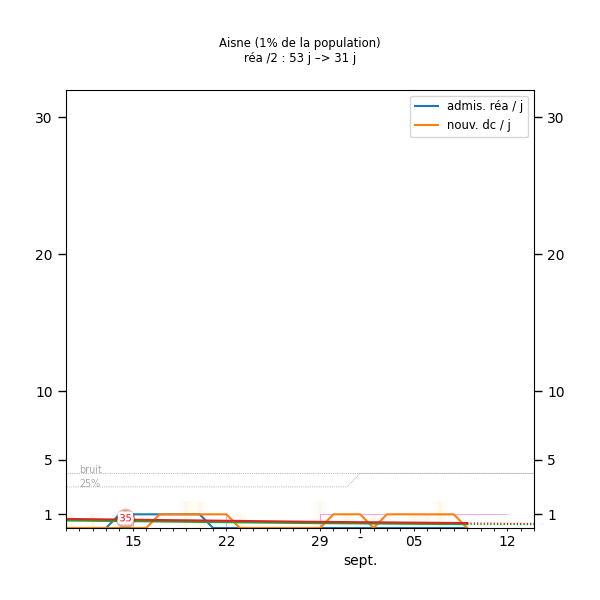 Aisne (1% de la population)
réa /2 : 53 j –> 31 j
admis. réa / j
nouv. dc / j
30 30
20 20
10 10
5 5
bruit
25%
35
1 1
15 22 29 - 05 12
sept.